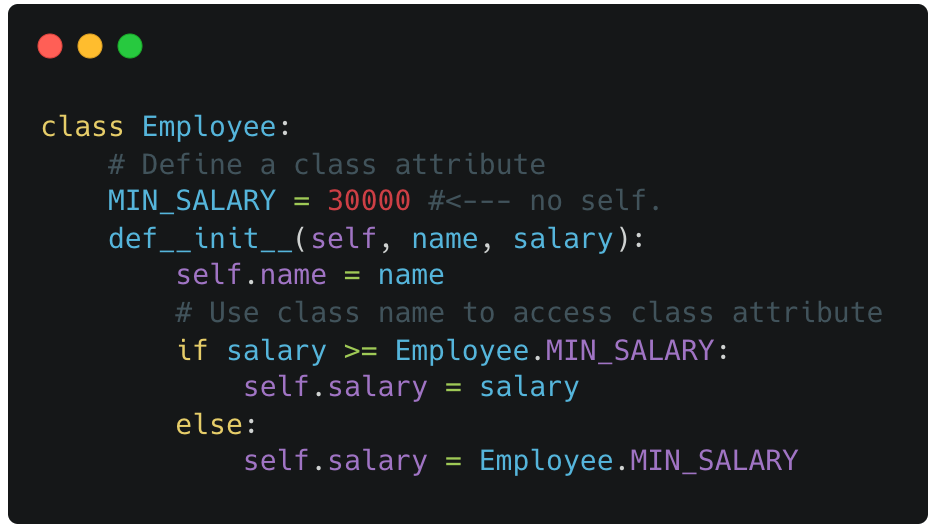 class Employee:
    # Define a class attribute
    MIN_SALARY = 30000 #<--- no self.
    def__init__(self, name, salary):
        self.name = name
        # Use class name to access class attribute
        if salary >= Employee.MIN_SALARY:
            self.salary = salary
        else:
            self.salary = Employee.MIN_SALARY